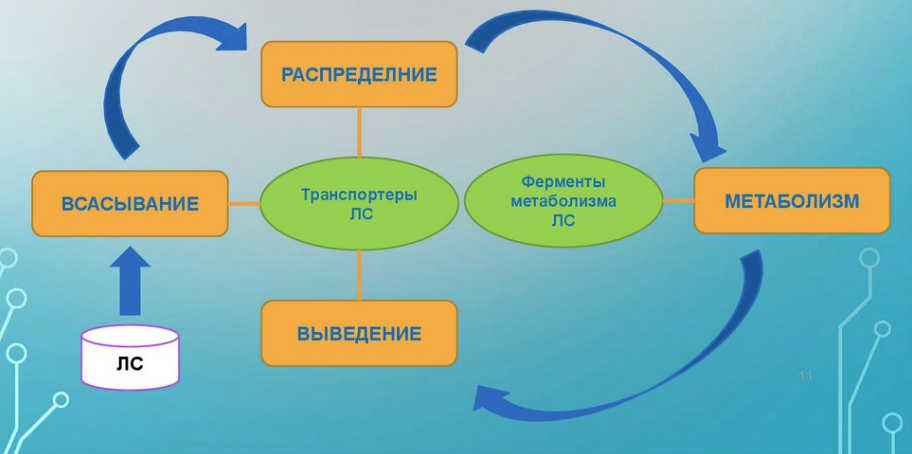 РАСПРЕДЕЛНИЕ
ВСАСЫВАНИЕ
Транспортеры
ЛС
Ферменты
метаболизма
ЛС
МЕТАБОЛИЗМ
ВЫВЕДЕНИЕ
ЛС
11